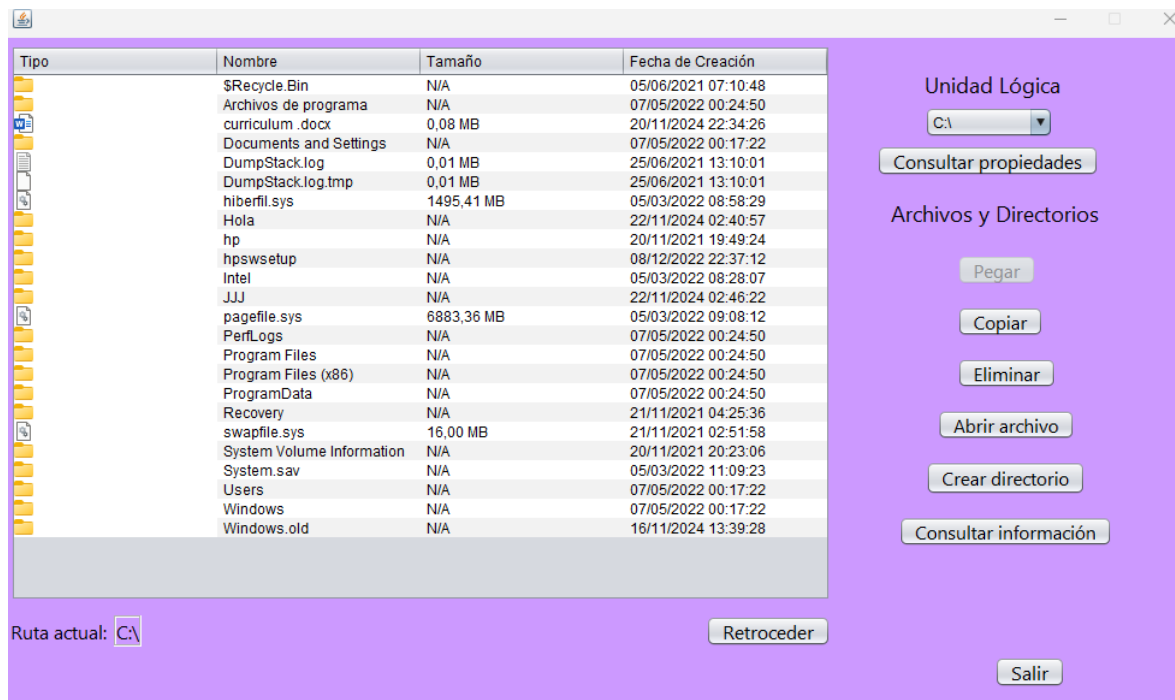 Tipo Nombre Tamaño Fecha de Creación
$Recycle.Bin N/A 05/06/2021 07:10:48
Archivos de programa N/A 07/05/2022 00:24:50
curriculum .docx 0,08 MB 20/11/2024 22:34:26
Documents and Settings N/A 07/05/2022 00:17:22
DumpStack.log 0,01 MB 25/06/2021 13:10:01
DumpStack.log.tmp 0,01 MB 25/06/2021 13:10:01
hiberfil.sys 1495,41 MB 05/03/2022 08:58:29
Hola N/A 22/11/2024 02:40:57
hp N/A 20/11/2021 19:49:24
hpswsetup N/A 08/12/2022 22:37:12
Intel N/A 05/03/2022 08:28:07
JJJ N/A 22/11/2024 02:46:22
pagefile.sys 6883,36 MB 05/03/2022 09:08:12
PerfLogs N/A 07/05/2022 00:24:50
Program Files N/A 07/05/2022 00:24:50
Program Files (x86) N/A 07/05/2022 00:24:50
ProgramData N/A 07/05/2022 00:24:50
Recovery N/A 21/11/2021 04:25:36
swapfile.sys 16,00 MB 21/11/2021 02:51:58
System Volume Information N/A 20/11/2021 20:23:06
System.sav N/A 05/03/2022 11:09:23
Users N/A 07/05/2022 00:17:22
Windows N/A 07/05/2022 00:17:22
Windows.old N/A 16/11/2024 13:39:28
Ruta actual: C:\
Retroceder
Unidad Lógica
C:\
Consultar propiedades
Archivos y Directorios
Pegar
Copiar
Eliminar
Abrir archivo
Crear directorio
Consultar información
Salir